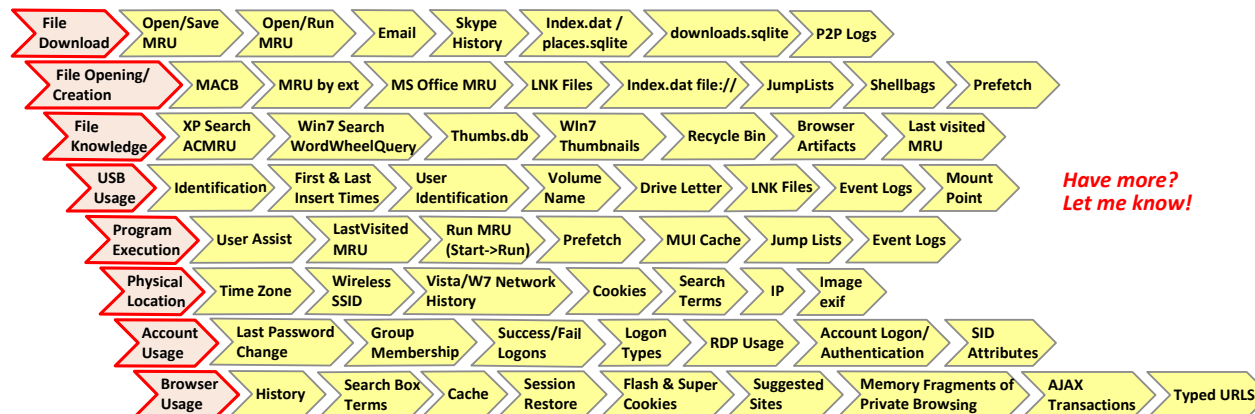 File Download
Open/Save MRU
Open/Run MRU
Email
Skype History
Index.dat / places.sqlite
downloads.sqlite
P2P Logs
File Opening/ Creation
MACB
MRU by ext
MS Office MRU
LNK Files
Index.dat file://
JumpLists
Shellbags
Prefetch
File Knowledge
XP Search ACMRU
Win7 Search WordWheelQuery
Thumbs.db
WIn7 Thumbnails
Recycle Bin
Browser Artifacts
Last visited MRU
USB Usage
Identification
First & Last Insert Times
User Identification
Volume Name
Drive Letter
LNK Files
Event Logs
Mount Point
Have more?
Let me know!
Program Execution
User Assist
LastVisited MRU
Run MRU (Start->Run)
Prefetch
MUI Cache
Jump Lists
Event Logs
Physical Location
Time Zone
Wireless SSID
Vista/W7 Network History
Cookies
Search Terms
IP
Image exif
Account Usage
Last Password Change
Group Membership
Success/Fail Logons
Logon Types
RDP Usage
Account Logon/ Authentication
SID Attributes
Browser Usage
History
Search Box Terms
Cache
Session Restore
Flash & Super Cookies
Suggested Sites
Memory Fragments of Private Browsing
AJAX Transactions
Typed URLS